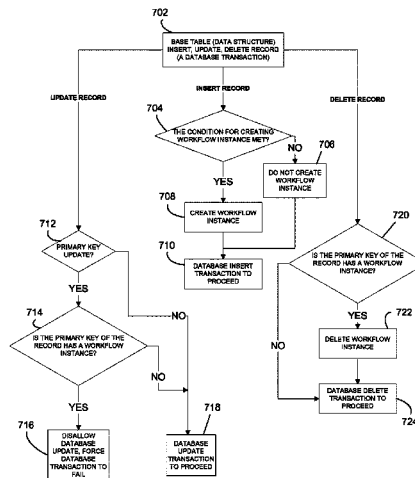 702
BASE TABLE (DATA STRUCTURE)
INSERT, UPDATE, DELETE RECORD
(A DATABASE TRANSACTION)
UPDATE RECORD
INSERT RECORD
DELETE RECORD
704
THE CONDITION FOR CREATING
WORKFLOW INSTANCE MET?
NO
706
DO NOT CREATE
WORKFLOW
INSTANCE
YES
708
CREATE WORKFLOW
INSTANCE
710
DATABASE INSERT
TRANSACTION TO
PROCEED
712
PRIMARY KEY
UPDATE?
YES
NO
714
IS THE PRIMARY KEY OF THE
RECORD HAS A WORKFLOW
INSTANCE?
NO
YES
716
DISALLOW
DATABASE
UPDATE, FORCE
DATABASE
TRANSACTION TO
FAIL
718
DATABASE
UPDATE
TRANSACTION
TO PROCEED
720
IS THE PRIMARY KEY OF THE
RECORD HAS A WORKFLOW
INSTANCE?
YES
NO
722
DELETE WORKFLOW
INSTANCE
DATABASE DELETE
TRANSACTION TO
PROCEED
724